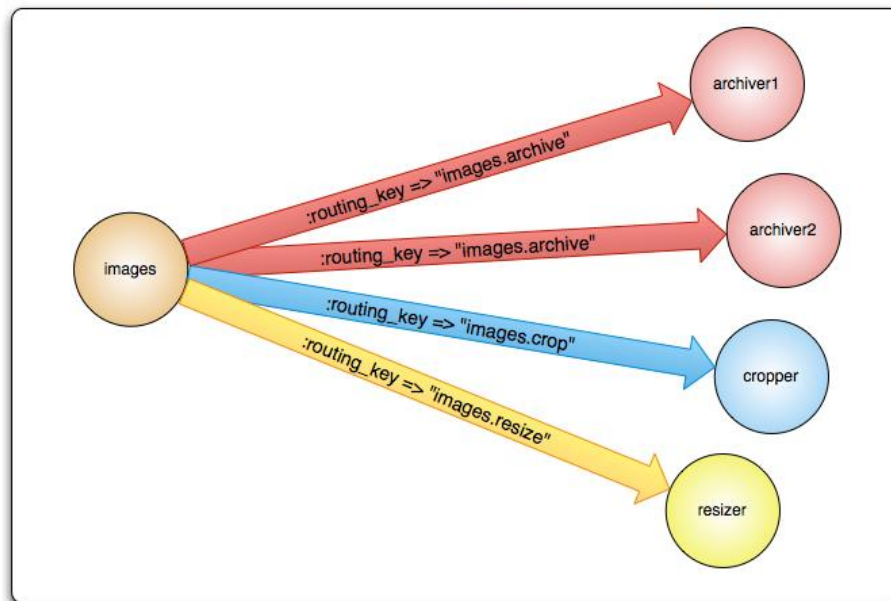 archiver1
:routing_key => "images.archive"
archiver2
:routing_key => "images.archive"
images
:routing_key => "images.crop"
cropper
:routing_key => "images.resize"
resizer